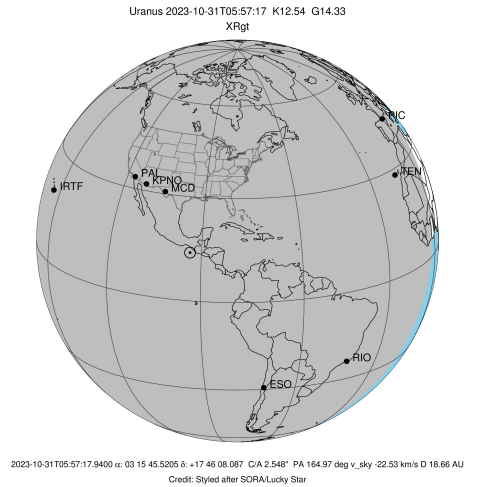 Uranus 2023-10-31T05:57:17 K12.54 G14.33
XRgt
PIC
TEN
PAL
KPNO
MCD
IRTF
RIO
ESO
2023-10-31T05:57:17.9400 α: 03 15 45.5205 δ: +17 46 08.087 C/A 2.548" PA 164.97 deg v_sky -22.53 km/s D 18.66 AU
Credit: Styled after SORA/Lucky Star